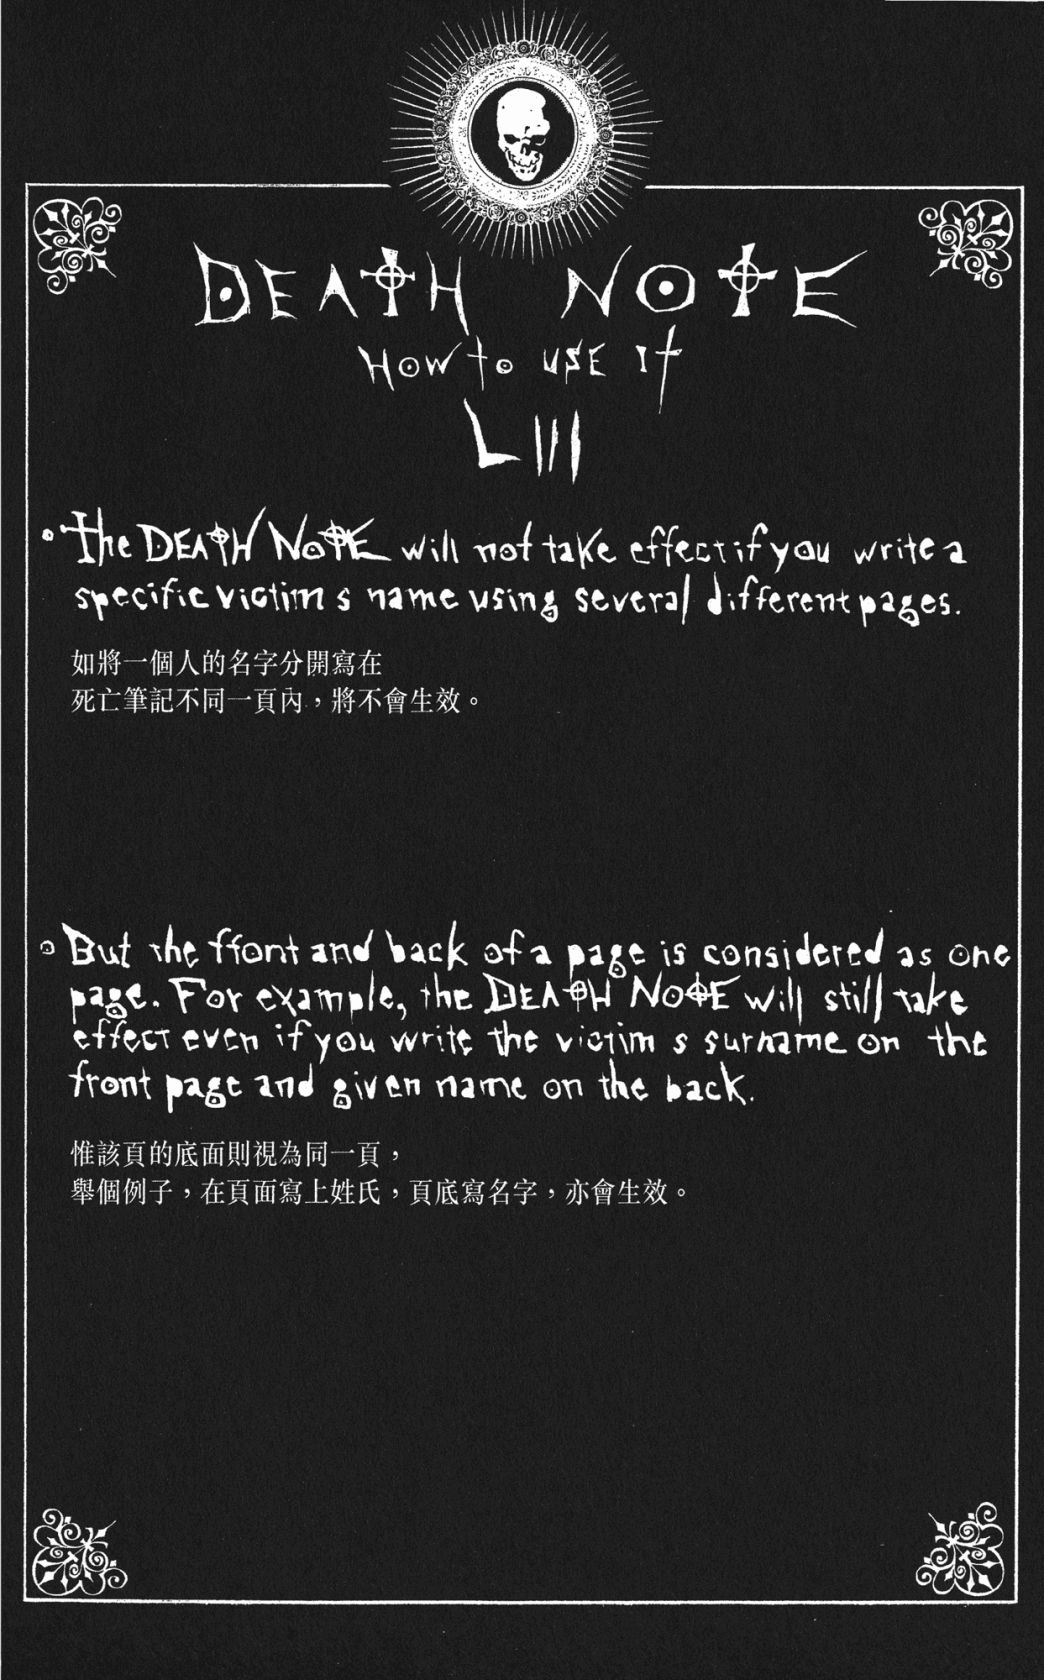 DEATH NOTE
HOW to USE IT
LIII
The DEATH NOTE will not take effect if you write a
specific victim s name using several different pages.
如將一個人的名字分開寫在
死亡筆記不同一頁內，將不會生效。
But the ffont and back of a page is considered as one
page. For example, the DEATH NOTE will still take
effect even if you write the victim s surname on the
front page and given name on the back.
惟該頁的底面則視為同一頁，
舉個例子，在頁面寫上姓氏，頁底寫名字，亦會生效。